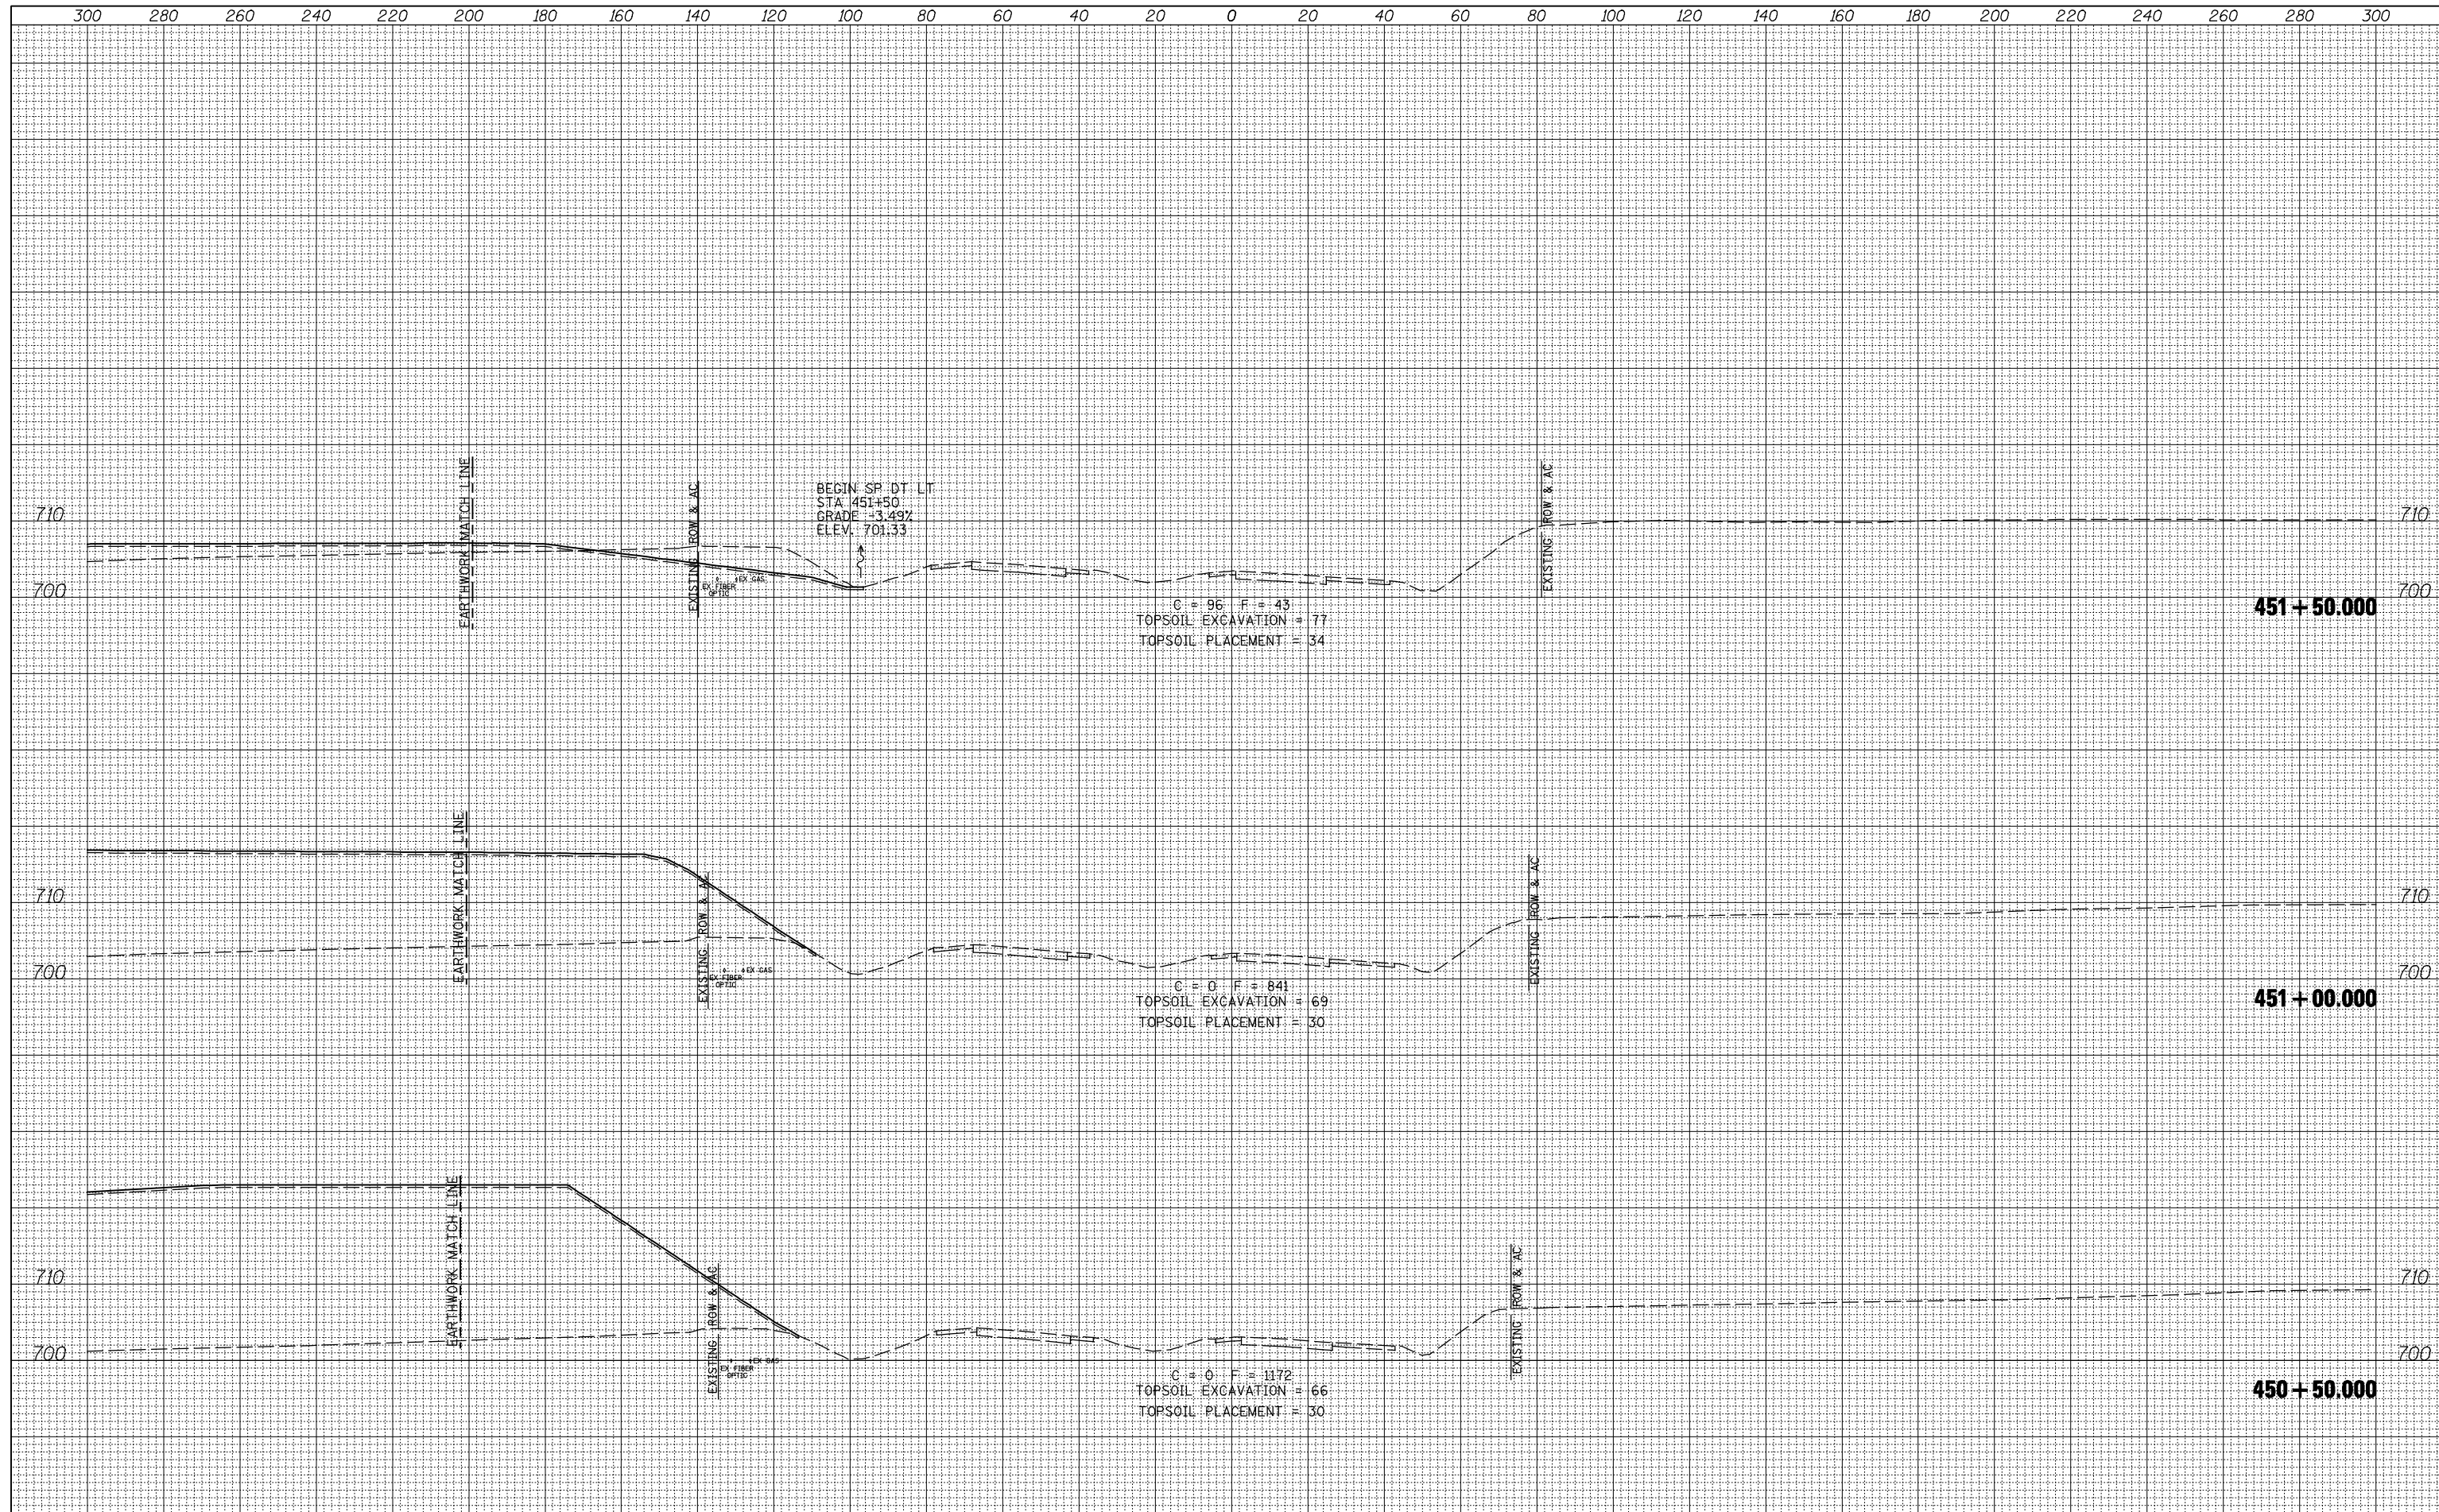 300 280 260 240 220 200 180 160 140 120 100 80 60 40 20 0 20 40 60 80 100 120 140 160 180 200 220 240 260 280 300
EARTHWORK MATCH LINE
EXISTING ROW & AC
BEGIN SP DT LT
STA 451+50
GRADE -3.49%
ELEV. 701.33
EXISTING ROW & AC
710 710
EX GAS
EX FIBER
OPTIC
700 700
C = 96 F = 43
TOPSOIL EXCAVATION = 77
TOPSOIL PLACEMENT = 34
451+50.000
EARTHWORK MATCH LINE
EXISTING ROW & AC
EXISTING ROW & AC
710 710
EX GAS
EX FIBER
OPTIC
700 700
C = 0 F = 841
TOPSOIL EXCAVATION = 69
TOPSOIL PLACEMENT = 30
451+00.000
EARTHWORK MATCH LINE
EXISTING ROW & AC
EXISTING ROW & AC
710 710
EX GAS
EX FIBER
OPTIC
700 700
C = 0 F = 1172
TOPSOIL EXCAVATION = 66
TOPSOIL PLACEMENT = 30
450+50.000